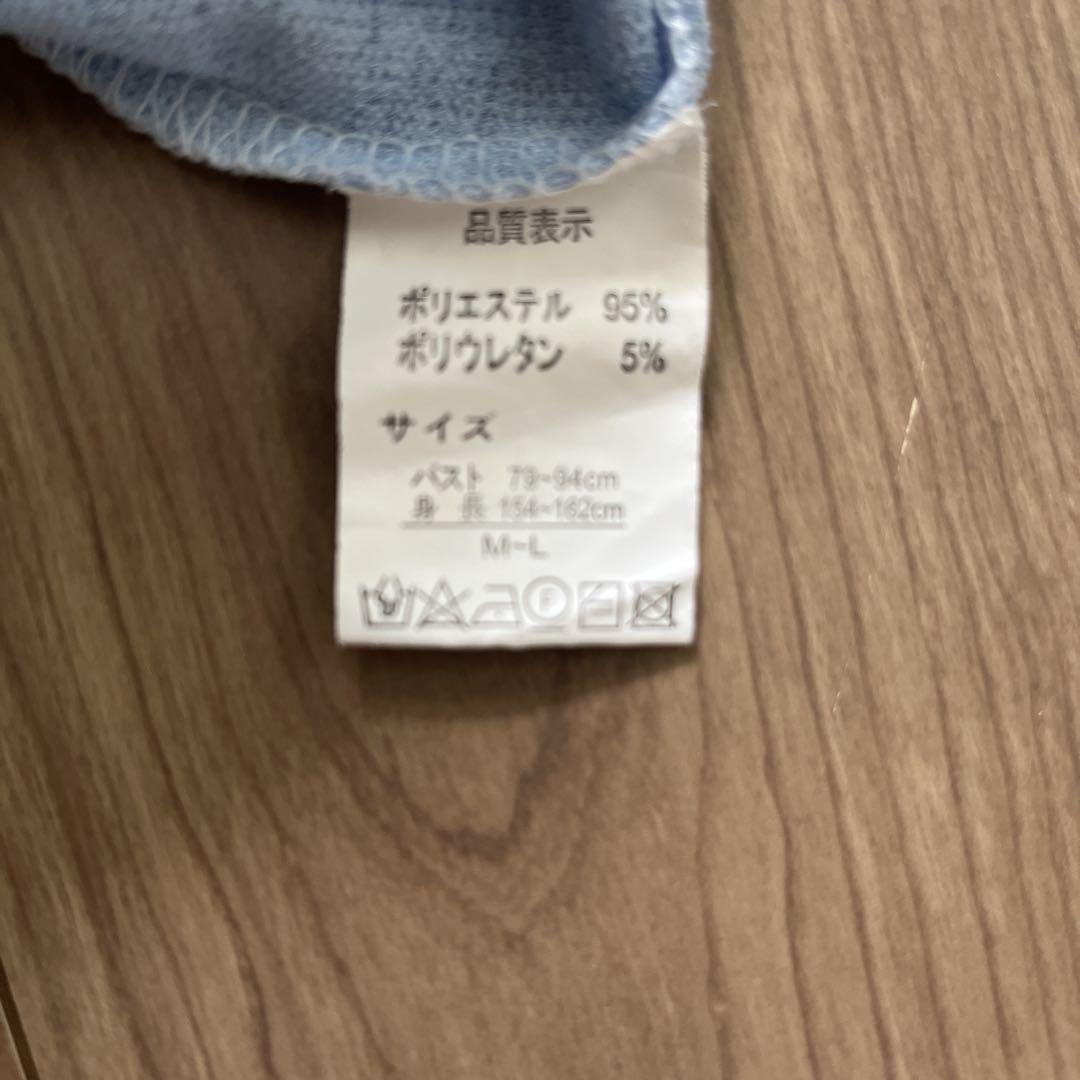 品質表示
ポリエステル 95%
ポリウレタン 5%
サイズ
バスト 79~94cm
身 長 154~162cm
M~L
F